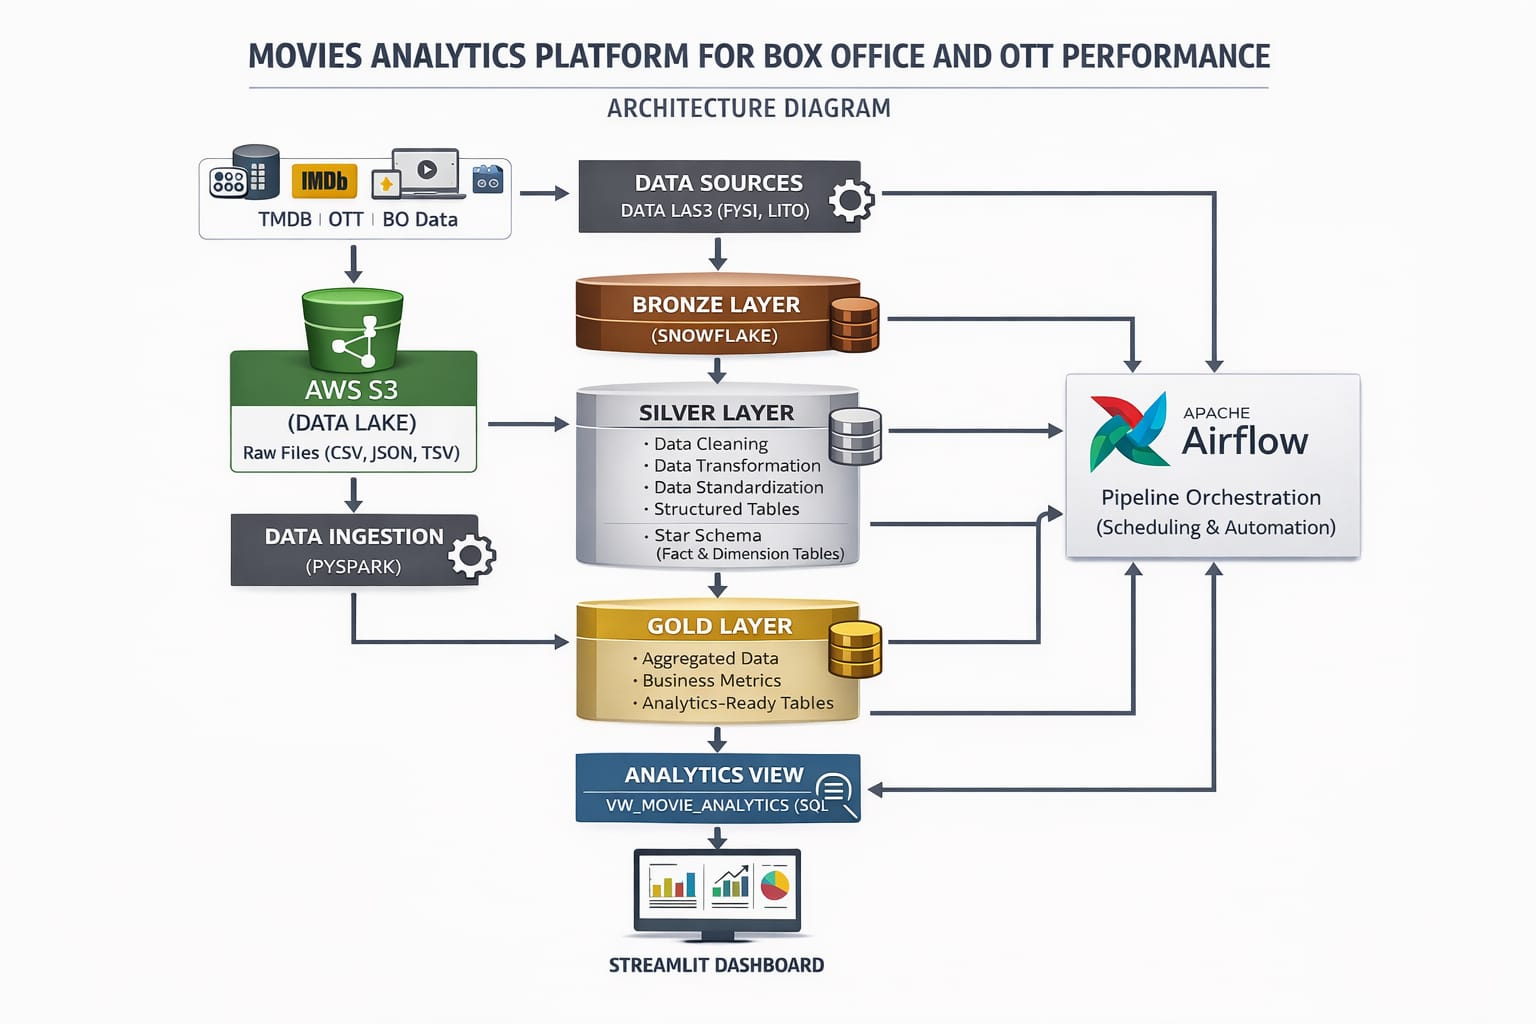 MOVIES ANALYTICS PLATFORM FOR BOX OFFICE AND OTT PERFORMANCE
ARCHITECTURE DIAGRAM
IMDb
TMDB | OTT | BO Data
DATA SOURCES
DATA LAS3 (FYSI, LITO)
BRONZE LAYER
(SNOWFLAKE)
AWS S3
(DATA LAKE)
Raw Files (CSV, JSON, TSV)
SILVER LAYER
· Data Cleaning
· Data Transformation
· Data Standardization
· Structured Tables
· Star Schema
(Fact & Dimension Tables)
APACHE
Airflow
Pipeline Orchestration
(Scheduling & Automation)
DATA INGESTION
(PYSPARK)
GOLD LAYER
· Aggregated Data
· Business Metrics
· Analytics-Ready Tables
ANALYTICS VIEW
VW_MOVIE_ANALYTICS (SQL
STREAMLIT DASHBOARD